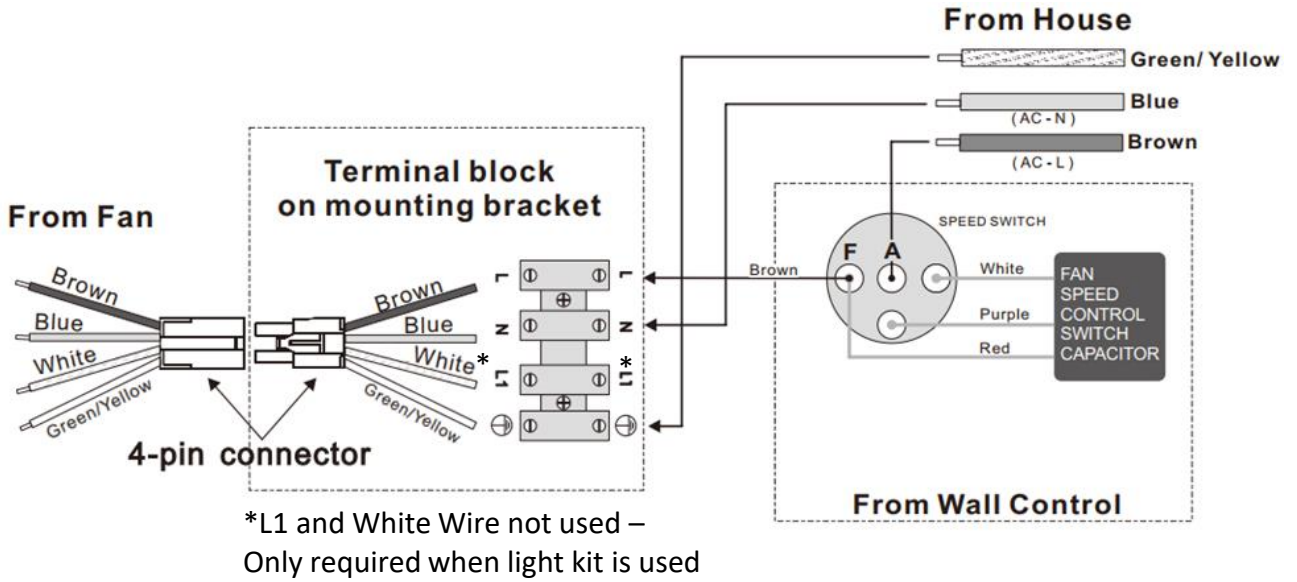 From House
Green/ Yellow
Blue
(AC-N)
Brown
(AC-L)
Terminal block
on mounting bracket
From Fan
Brown
Blue
White
Green/Yellow
4-pin connector
Brown
Blue
White*
Green/Yellow
L
N
L1
L
N
*
L1
Brown
SPEED SWITCH
F
A
White
Purple
Red
FAN
SPEED
CONTROL
SWITCH
CAPACITOR
From Wall Control
*L1 and White Wire not used –
Only required when light kit is used